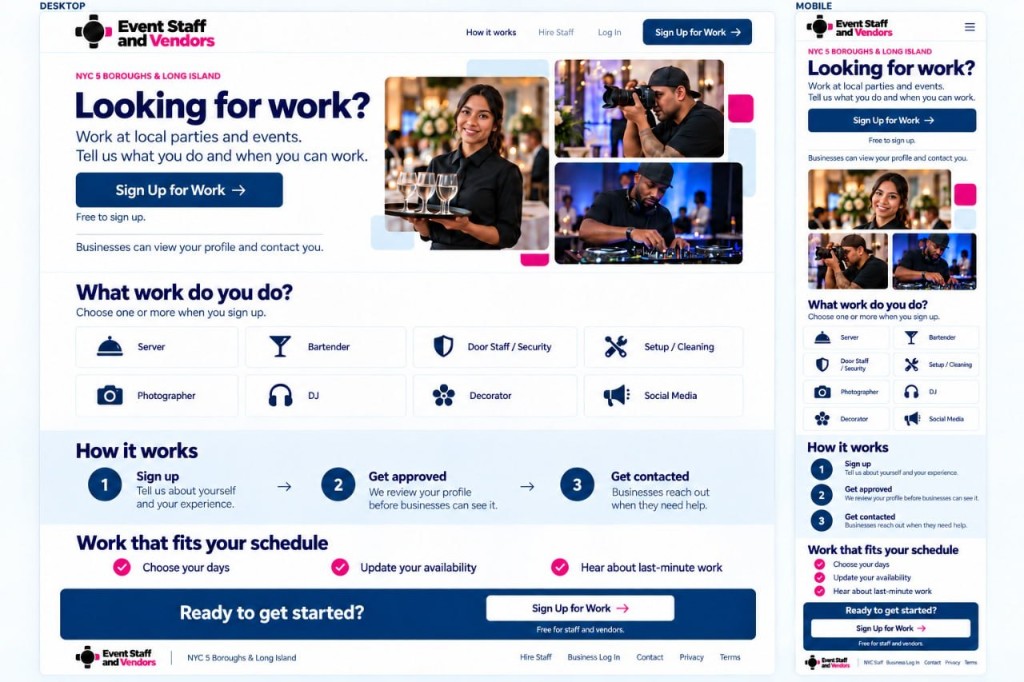 DESKTOP
Event Staff
and Vendors
How it works
Hire Staff
Log In
Sign Up for Work →
NYC 5 BOROUGHS & LONG ISLAND
Looking for work?
Work at local parties and events.
Tell us what you do and when you can work.
Sign Up for Work →
Free to sign up.
Businesses can view your profile and contact you.
What work do you do?
Choose one or more when you sign up.
Server
Bartender
Door Staff / Security
Setup / Cleaning
Photographer
DJ
Decorator
Social Media
How it works
1
Sign up
Tell us about yourself
and your experience.
→
2
Get approved
We review your profile
before businesses can see it.
→
3
Get contacted
Businesses reach out
when they need help.
Work that fits your schedule
Choose your days
Update your availability
Hear about last-minute work
Ready to get started?
Sign Up for Work →
Free for staff and vendors.
Event Staff
and Vendors
NYC 5 Boroughs & Long Island
Hire Staff
Business Log In
Contact
Privacy
Terms
MOBILE
Event Staff
and Vendors
NYC 5 BOROUGHS & LONG ISLAND
Looking for work?
Work at local parties and events.
Tell us what you do and when you can work.
Sign Up for Work →
Free to sign up.
Businesses can view your profile and contact you.
What work do you do?
Choose one or more when you sign up.
Server
Bartender
Door Staff
/ Security
Setup / Cleaning
Photographer
DJ
Decorator
Social Media
How it works
1
Sign up
Tell us about yourself and your experience.
2
Get approved
We review your profile before businesses can see it.
3
Get contacted
Businesses reach out when they need help.
Work that fits your schedule
Choose your days
Update your availability
Hear about last-minute work
Ready to get started?
Sign Up for Work →
Free for staff and vendors.
Event Staff
and Vendors
Business Log In
Contact
Privacy
Terms